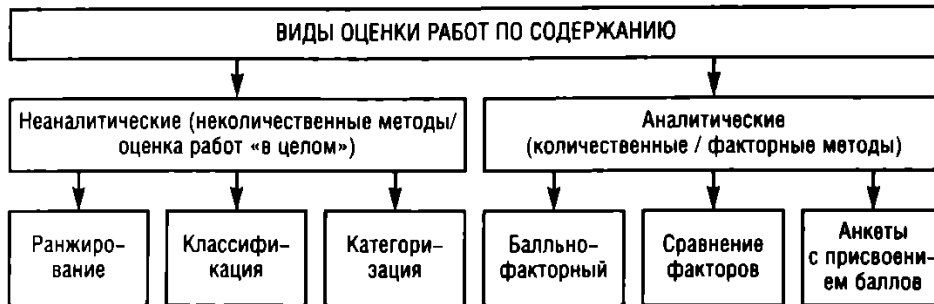 ВИДЫ ОЦЕНКИ РАБОТ ПО СОДЕРЖАНИЮ
Неаналитические (неколичественные методы/
оценка работ «в целом»)
Аналитические
(количественные / факторные методы)
Ранжиро-
вание
Классифи-
кация
Категори-
зация
Балльно-
факторный
Сравнение
факторов
Анкеты
с присвоени-
ем баллов